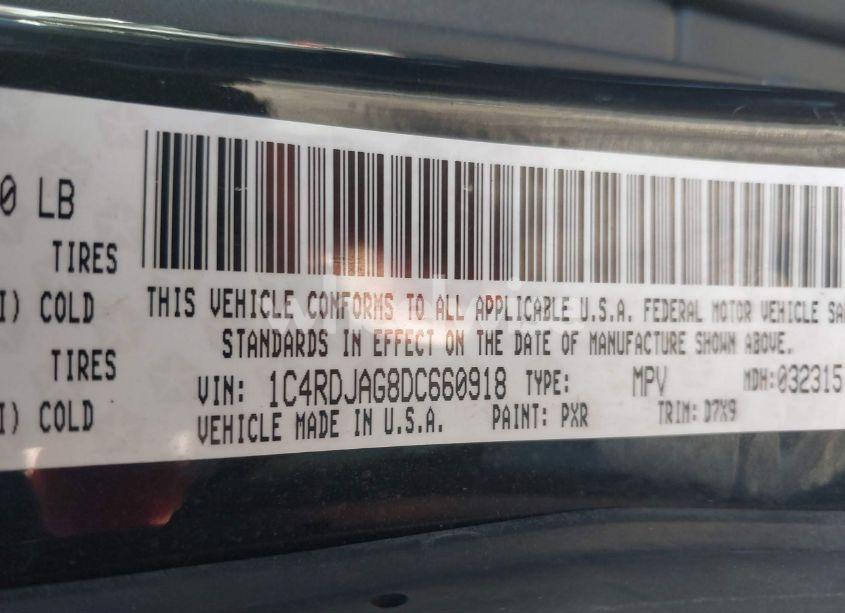 0 LB
TIRES
I) COLD
TIRES
I) COLD
THIS VEHICLE CONFORMS TO ALL APPLICABLE U.S.A. FEDERAL MOTOR VEHICLE SA
STANDARDS IN EFFECT ON THE DATE OF MANUFACTURE SHOWN ABOVE.
VIN: 1C4RDJAG8DC660918 TYPE: MPV MDH: 032315
VEHICLE MADE IN U.S.A. PAINT: PXR TRIM: D7X9